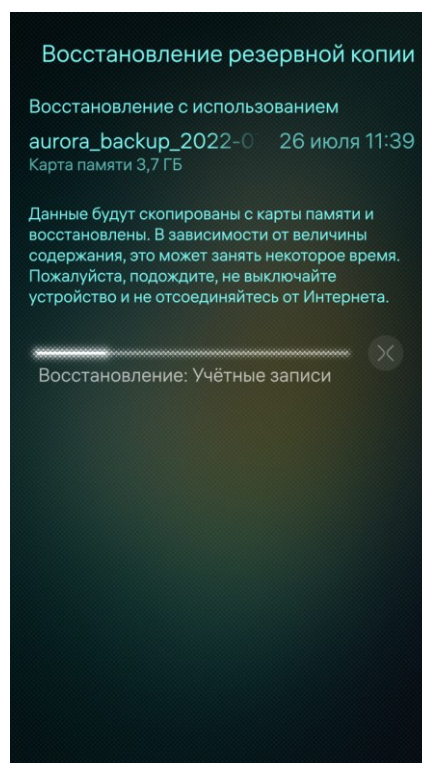 Восстановление резервной копии
Восстановление с использованием
aurora_backup_2022-0 26 июля 11:39
Карта памяти 3,7 ГБ
Данные будут скопированы с карты памяти и
восстановлены. В зависимости от величины
содержания, это может занять некоторое время.
Пожалуйста, подождите, не выключайте
устройство и не отсоединяйтесь от Интернета.
Восстановление: Учётные записи